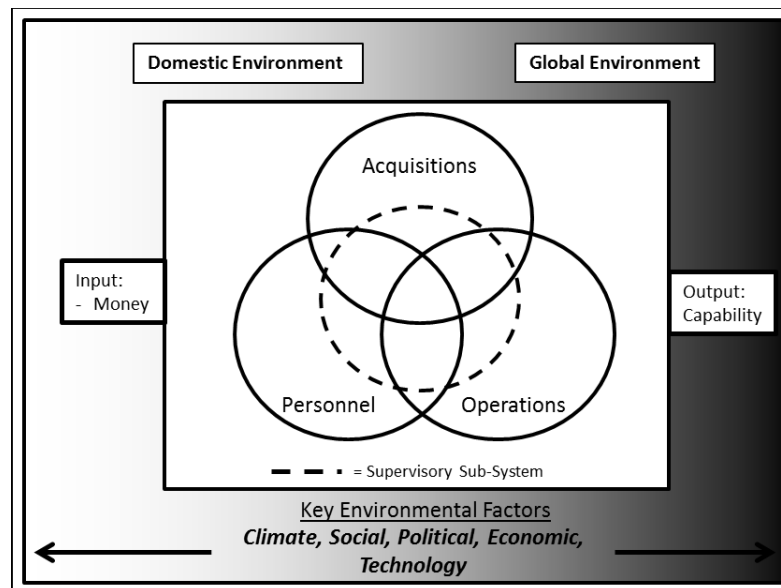 Domestic Environment
Global Environment
Acquisitions
Input:
- Money
Output:
Capability
Personnel
Operations
= Supervisory Sub-System
Key Environmental Factors
Climate, Social, Political, Economic,
Technology